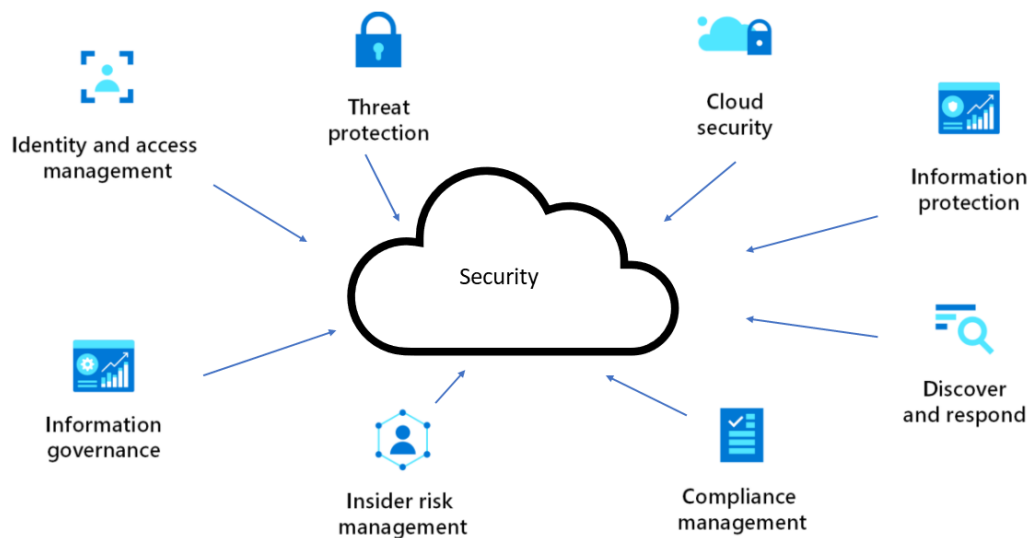 Threat
protection
Cloud
security
Identity and access
management
Information
protection
Security
Information
governance
Discover
and respond
Insider risk
management
Compliance
management